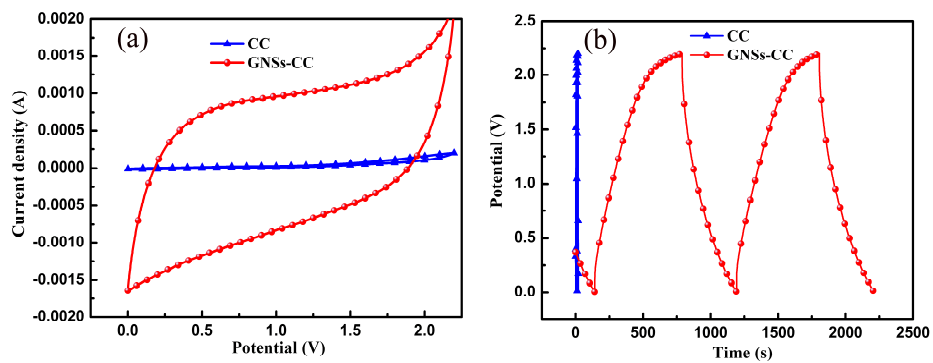 (a)
CC
GNSs-CC
Current density (A)
0.0020
0.0015
0.0010
0.0005
0.0000
-0.0005
-0.0010
-0.0015
-0.0020
0.0 0.5 1.0 1.5 2.0
Potential (V)
(b)
CC
GNSs-CC
Potential (V)
2.5
2.0
1.5
1.0
0.5
0.0
-500 0 500 1000 1500 2000 2500
Time (s)